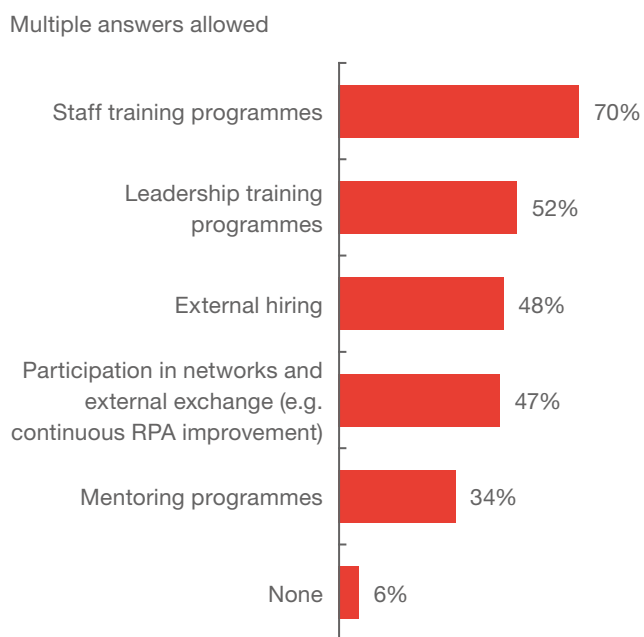 Multiple answers allowed
Staff training programmes
70%
Leadership training
programmes
52%
External hiring
48%
Participation in networks and
external exchange (e.g.
continuous RPA improvement)
47%
Mentoring programmes
34%
None
6%